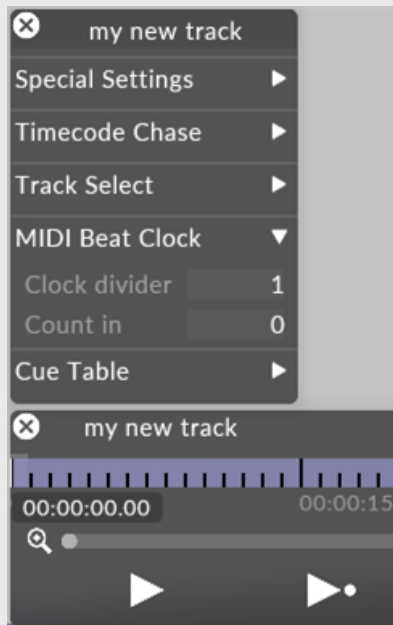 my new track
Special Settings
Timecode Chase
Track Select
MIDI Beat Clock
Clock divider 1
Count in 0
Cue Table
my new track
00:00:00.00 00:00:15